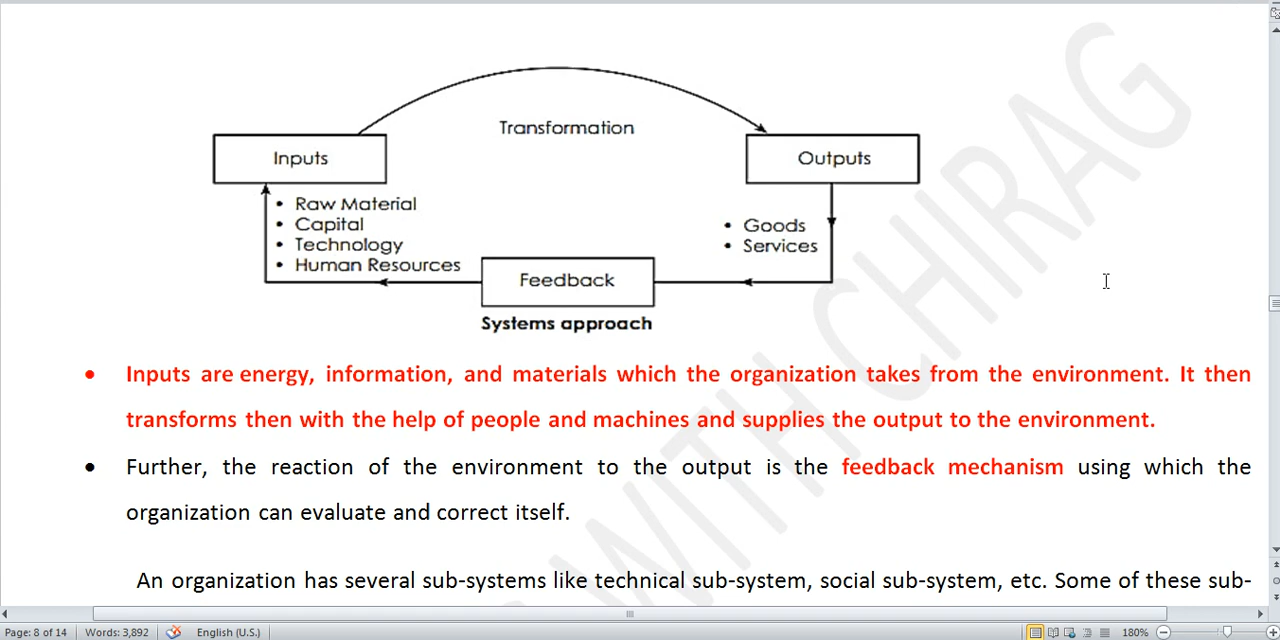 Transformation
Inputs
Outputs
• Raw Material
• Capital
• Technology
• Human Resources
• Goods
• Services
Feedback
Systems approach
• Inputs are energy, information, and materials which the organization takes from the environment. It then
transforms then with the help of people and machines and supplies the output to the environment.
• Further, the reaction of the environment to the output is the feedback mechanism using which the
organization can evaluate and correct itself.
An organization has several sub-systems like technical sub-system, social sub-system, etc. Some of these sub-
WITH CHIRAG
Page: 8 of 14 Words: 3,892 English (U.S.) 180%